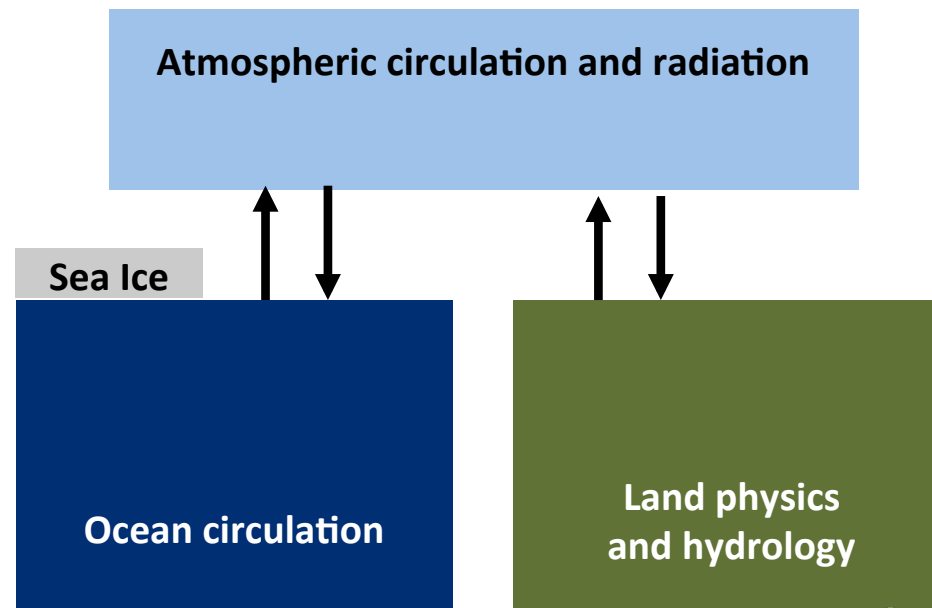 Atmospheric circulation and radiation
Sea Ice
Ocean circulation
Land physics
and hydrology